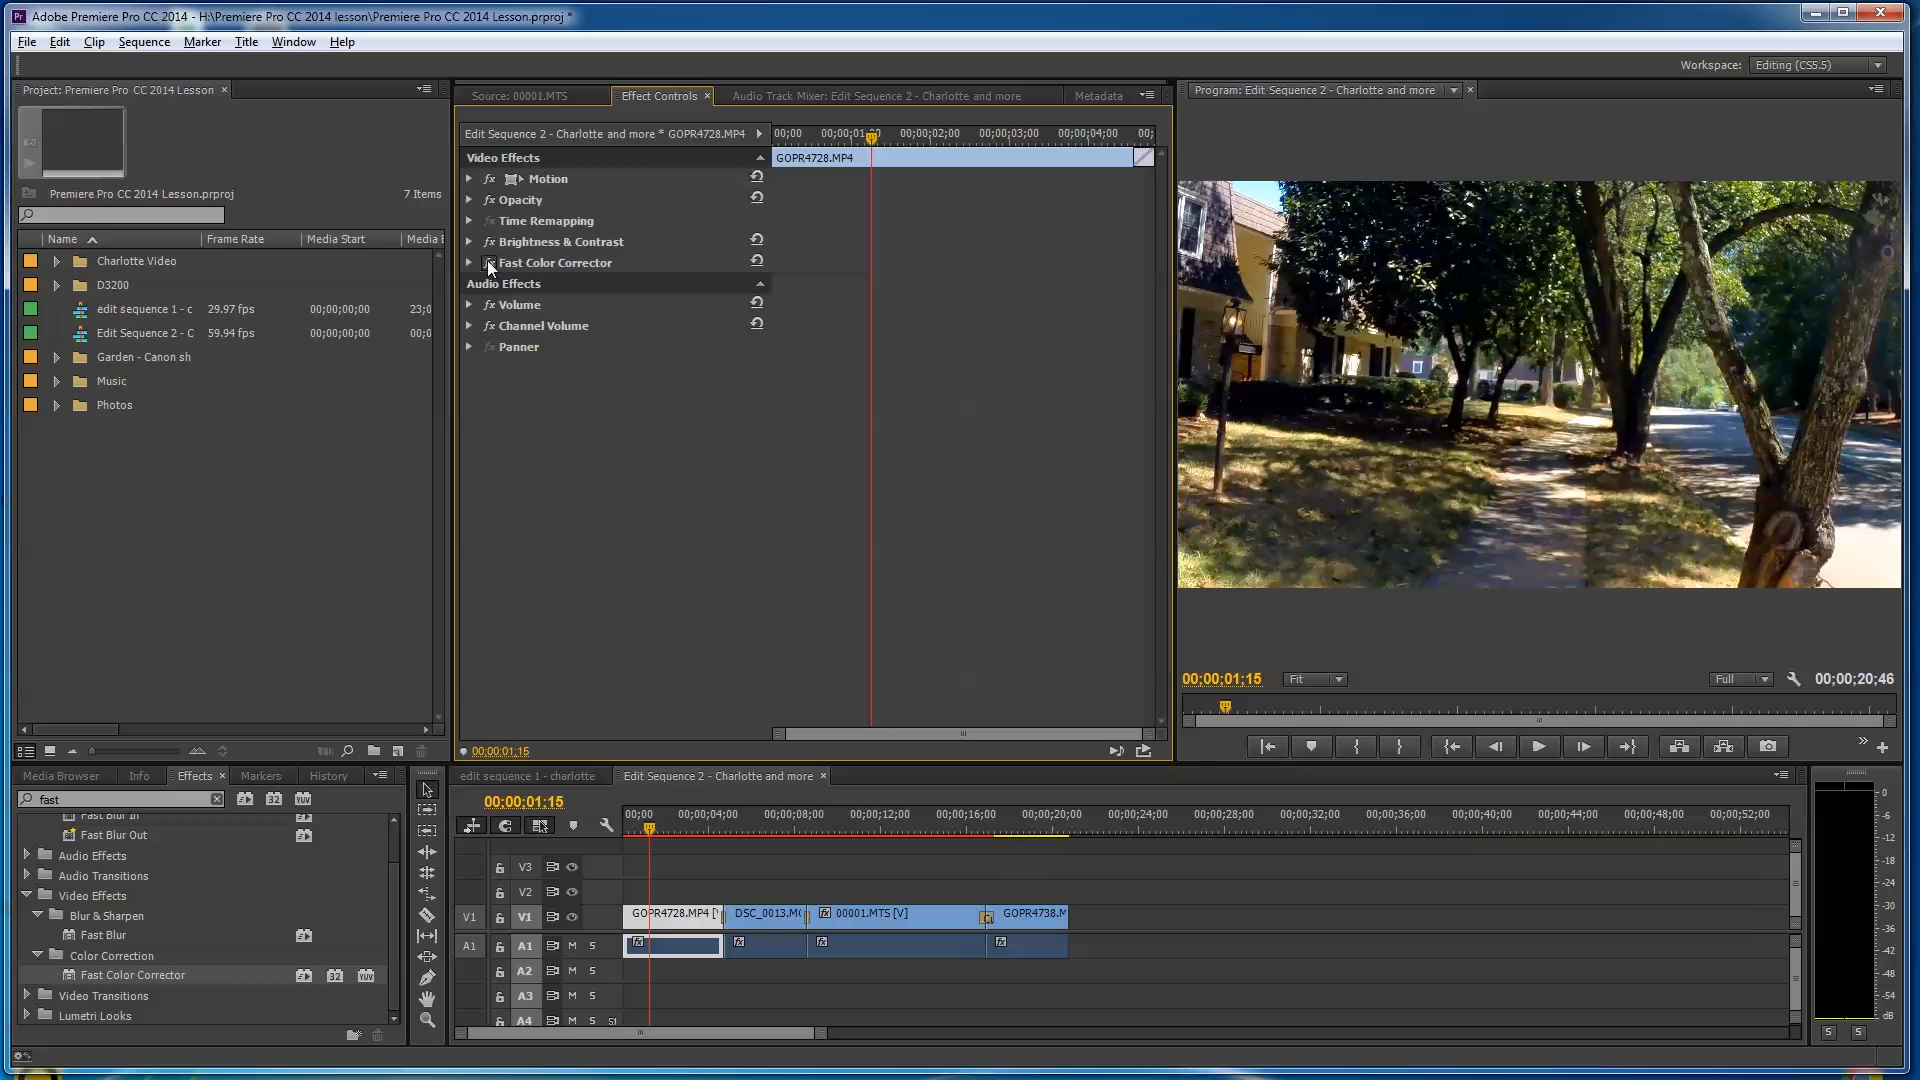 Adobe Premiere Pro CC 2014 - H:\Premiere Pro CC 2014 lesson\Premiere Pro CC 2014 Lesson.prproj *
File Edit Clip Sequence Marker Title Window Help
Workspace: Editing (CS5.5)
Project: Premiere Pro CC 2014 Lesson ×
Premiere Pro CC 2014 Lesson.prproj 7 Items
Name Frame Rate Media Start Media E
Charlotte Video
D3200
edit sequence 1 - c 29.97 fps 00;00;00;00 23;0
Edit Sequence 2 - C 59.94 fps 00;00;00;00 00;0
Garden - Canon sh
Music
Photos
Source: 00001.MTS Effect Controls × Audio Track Mixer: Edit Sequence 2 - Charlotte and more Metadata
Edit Sequence 2 - Charlotte and more * GOPR4728.MP4
00;00 00;00;01;00 00;00;02;00 00;00;03;00 00;00;04;00 00;
Video Effects GOPR4728.MP4
fx Motion
fx Opacity
fx Time Remapping
fx Brightness & Contrast
Fast Color Corrector
Audio Effects
fx Volume
fx Channel Volume
fx Panner
00;00;01;15
Program: Edit Sequence 2 - Charlotte and more ×
00;00;01;15 Fit Full 00;00;20;46
Media Browser Info Effects × Markers History
fast 32 YUV
Fast Blur In
Fast Blur Out
Audio Effects
Audio Transitions
Video Effects
Blur & Sharpen
Fast Blur
Color Correction
Fast Color Corrector 32 YUV
Video Transitions
Lumetri Looks
edit sequence 1 - charlotte Edit Sequence 2 - Charlotte and more ×
00;00;01;15
00;00 00;00;04;00 00;00;08;00 00;00;12;00 00;00;16;00 00;00;20;00 00;00;24;00 00;00;28;00 00;00;32;00 00;00;36;00 00;00;40;00 00;00;44;00 00;00;48;00 00;00;52;00
V3
V2
V1 V1 GOPR4728.MP4 [V DSC_0013.M( fx 00001.MTS [V] GOPR4738.M
A1 A1 M S fx fx fx fx
A2 M S
A3 M S
A4 M S S1
0
-6
-12
-18
-24
-30
-36
-42
-48
-54
dB
S S